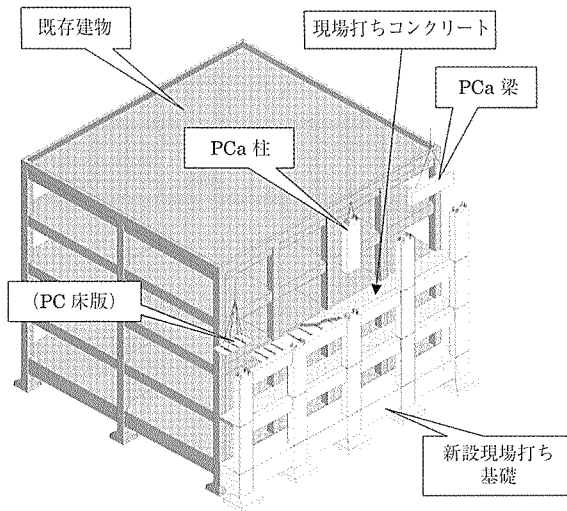 既存建物
現場打ちコンクリート
PCa 梁
PCa 柱
(PC 床版)
新設現場打ち
基礎